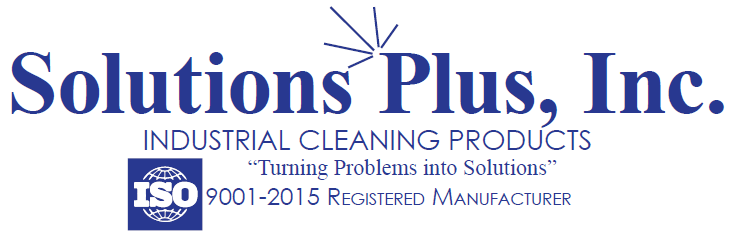 Solutions Plus, Inc.
INDUSTRIAL CLEANING PRODUCTS
“Turning Problems into Solutions”
ISO 9001-2015 REGISTERED MANUFACTURER